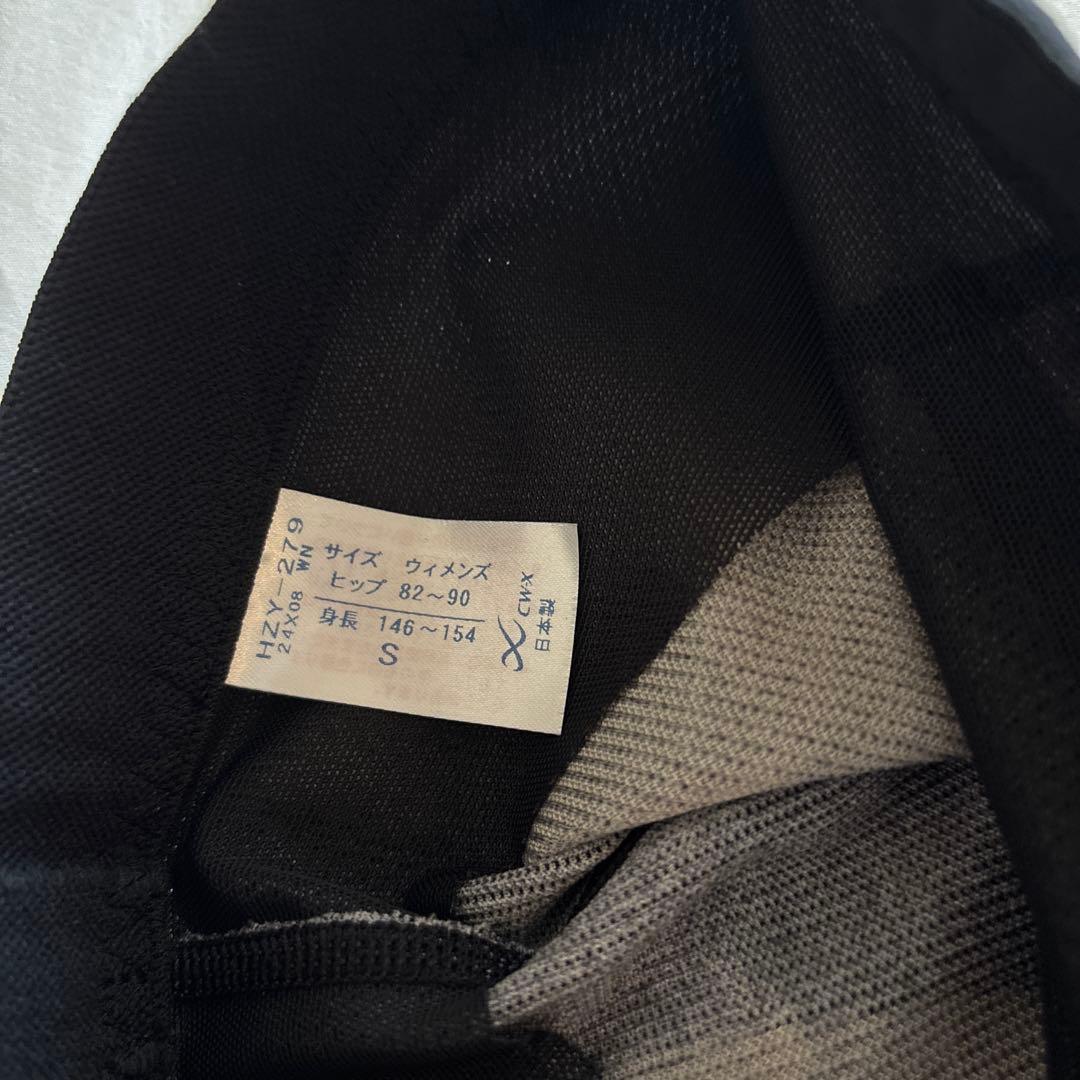 HZY-279
24X08 WN
サイズ ウィメンズ
ヒップ 82～90
身長 146～154
S
CW-X
日本製